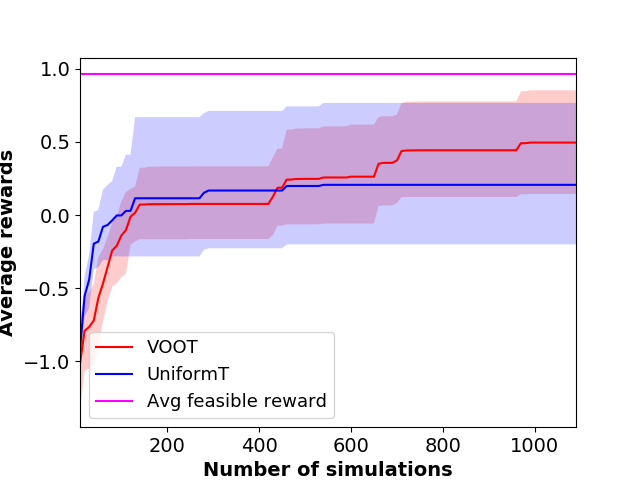 1.0
0.5
0.0
−0.5
−1.0
Average rewards
VOOT
UniformT
Avg feasible reward
200 400 600 800 1000
Number of simulations